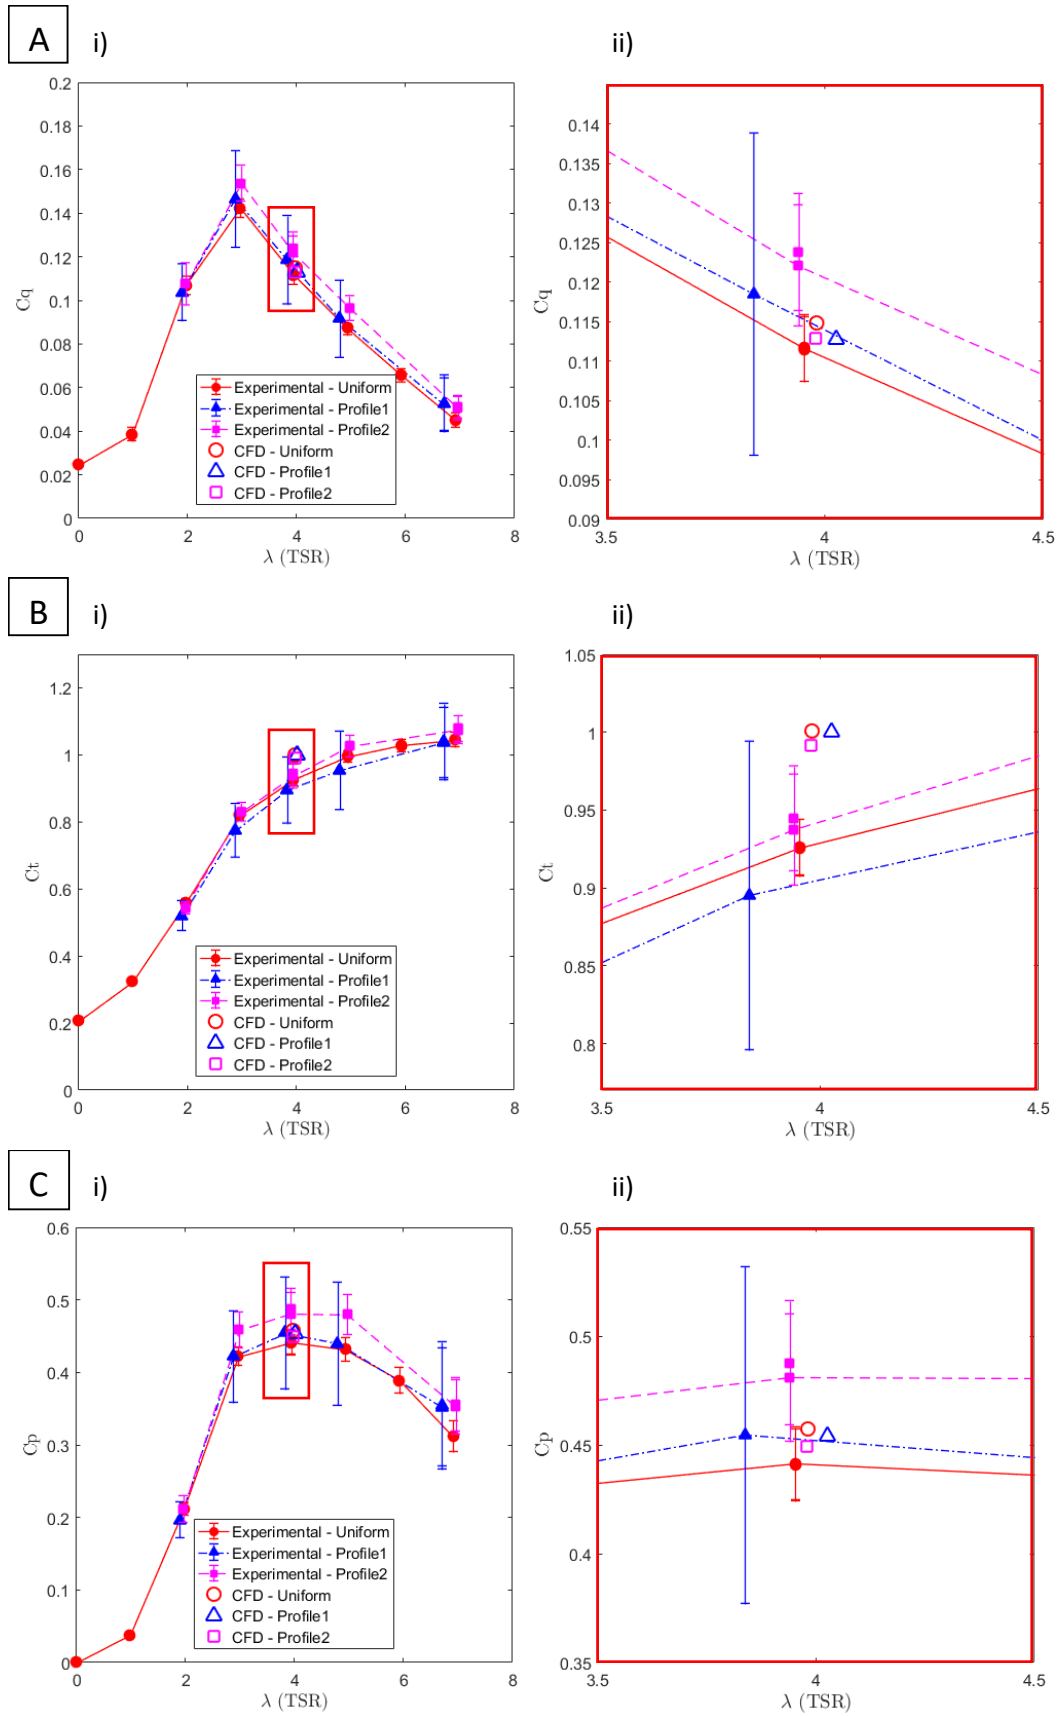 A i) ii)
0.2
0.18
0.16
0.14
0.12
0.1
0.08
0.06
0.04
0.02
0
Cq
0 2 4 6 8
λ (TSR)
Experimental - Uniform
Experimental - Profile1
Experimental - Profile2
CFD - Uniform
CFD - Profile1
CFD - Profile2
0.14
0.135
0.13
0.125
0.12
0.115
0.11
0.105
0.1
0.095
0.09
Cq
3.5 4 4.5
λ (TSR)
B i) ii)
1.2
1
0.8
0.6
0.4
0.2
0
Ct
0 2 4 6 8
λ (TSR)
Experimental - Uniform
Experimental - Profile1
Experimental - Profile2
CFD - Uniform
CFD - Profile1
CFD - Profile2
1.05
1
0.95
0.9
0.85
0.8
Ct
3.5 4 4.5
λ (TSR)
C i) ii)
0.6
0.5
0.4
0.3
0.2
0.1
0
Cp
0 2 4 6 8
λ (TSR)
Experimental - Uniform
Experimental - Profile1
Experimental - Profile2
CFD - Uniform
CFD - Profile1
CFD - Profile2
0.55
0.5
0.45
0.4
0.35
Cp
3.5 4 4.5
λ (TSR)